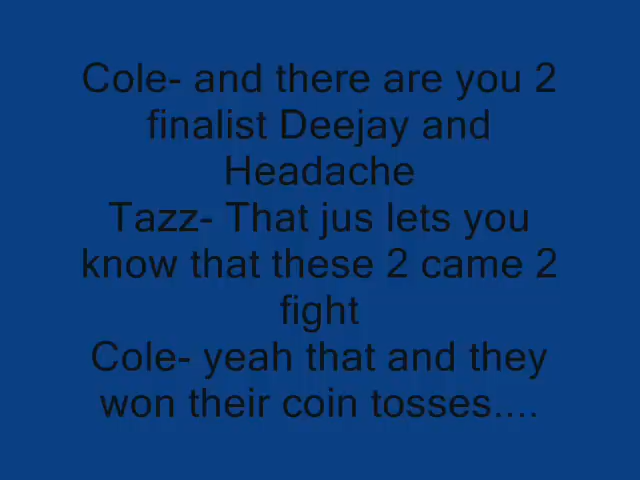 Cole- and there are you 2
finalist Deejay and
Headache
Tazz- That jus lets you
know that these 2 came 2
fight
Cole- yeah that and they
won their coin tosses....